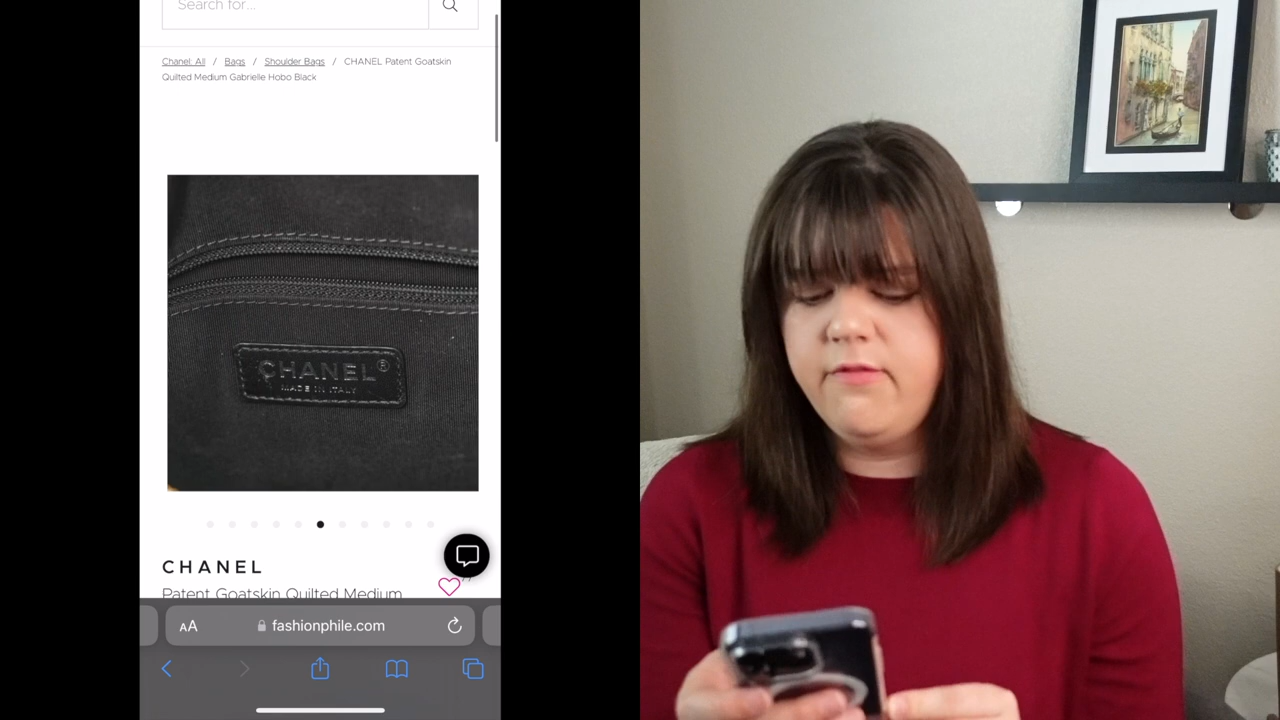 Search for...
Chanel: All / Bags / Shoulder Bags / CHANEL Patent Goatskin
Quilted Medium Gabrielle Hobo Black
CHANEL®
MADE IN ITALY
CHANEL
Patent Goatskin Quilted Medium
AA fashionphile.com